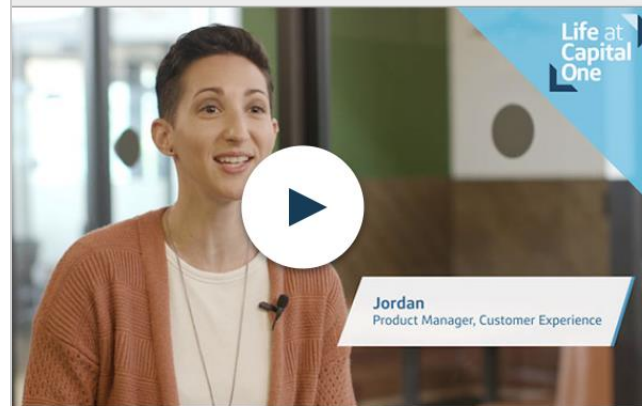 Life at
Capital
One
Jordan
Product Manager, Customer Experience